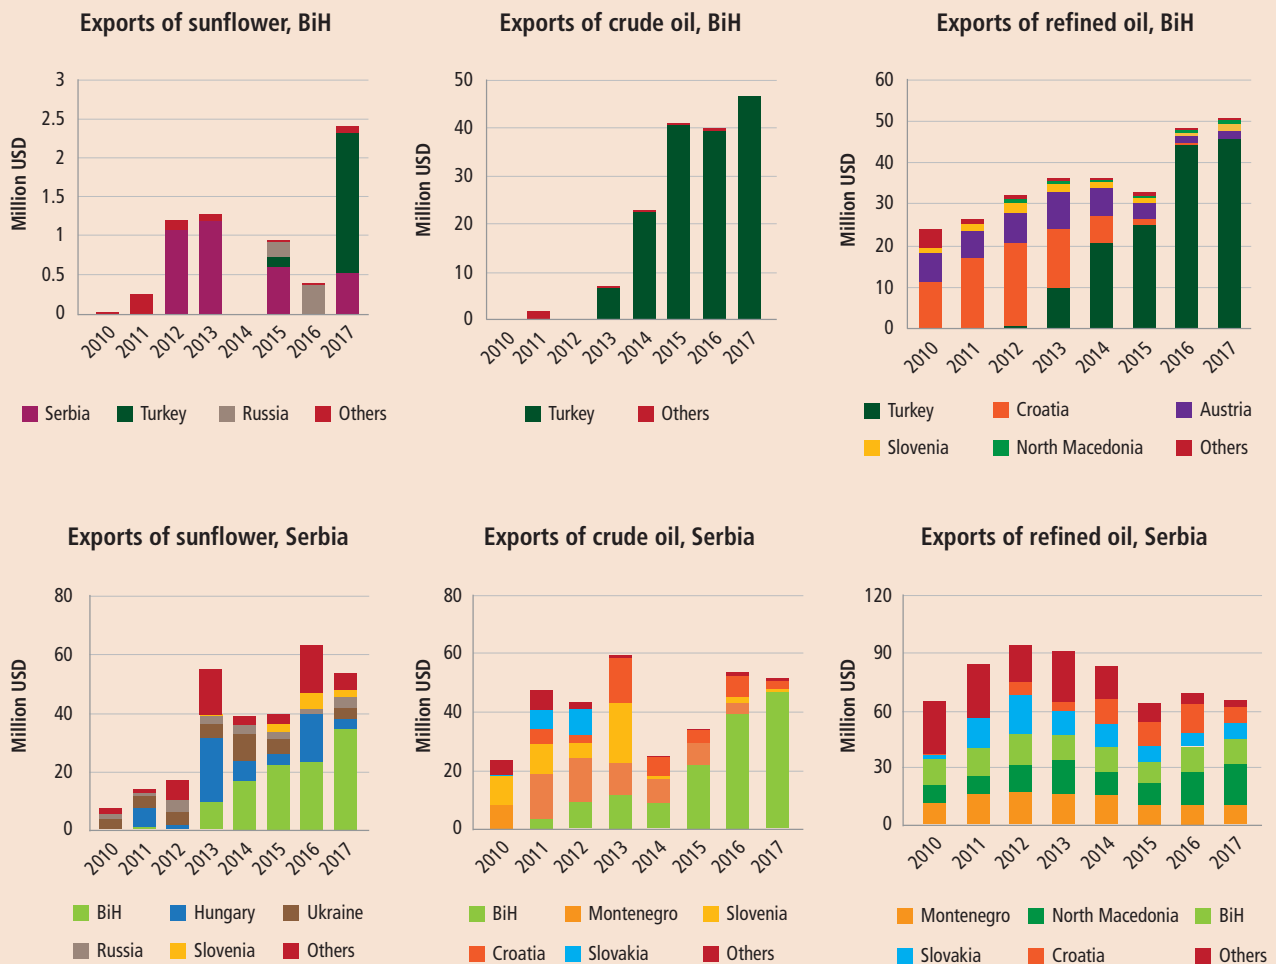 Exports of sunflower, BiH
Million USD
3
2.5
2
1.5
1
0.5
0
2010 2011 2012 2013 2014 2015 2016 2017
Serbia Turkey Russia Others
Exports of crude oil, BiH
Million USD
50
40
30
20
10
0
2010 2011 2012 2013 2014 2015 2016 2017
Turkey Others
Exports of refined oil, BiH
Million USD
60
50
40
30
20
10
0
2010 2011 2012 2013 2014 2015 2016 2017
Turkey Croatia Austria
Slovenia North Macedonia Others
Exports of sunflower, Serbia
Million USD
80
60
40
20
0
2010 2011 2012 2013 2014 2015 2016 2017
BiH Hungary Ukraine
Russia Slovenia Others
Exports of crude oil, Serbia
Million USD
80
60
40
20
0
2010 2011 2012 2013 2014 2015 2016 2017
BiH Montenegro Slovenia
Croatia Slovakia Others
Exports of refined oil, Serbia
Million USD
120
90
60
30
0
2010 2011 2012 2013 2014 2015 2016 2017
Montenegro North Macedonia BiH
Slovakia Croatia Others